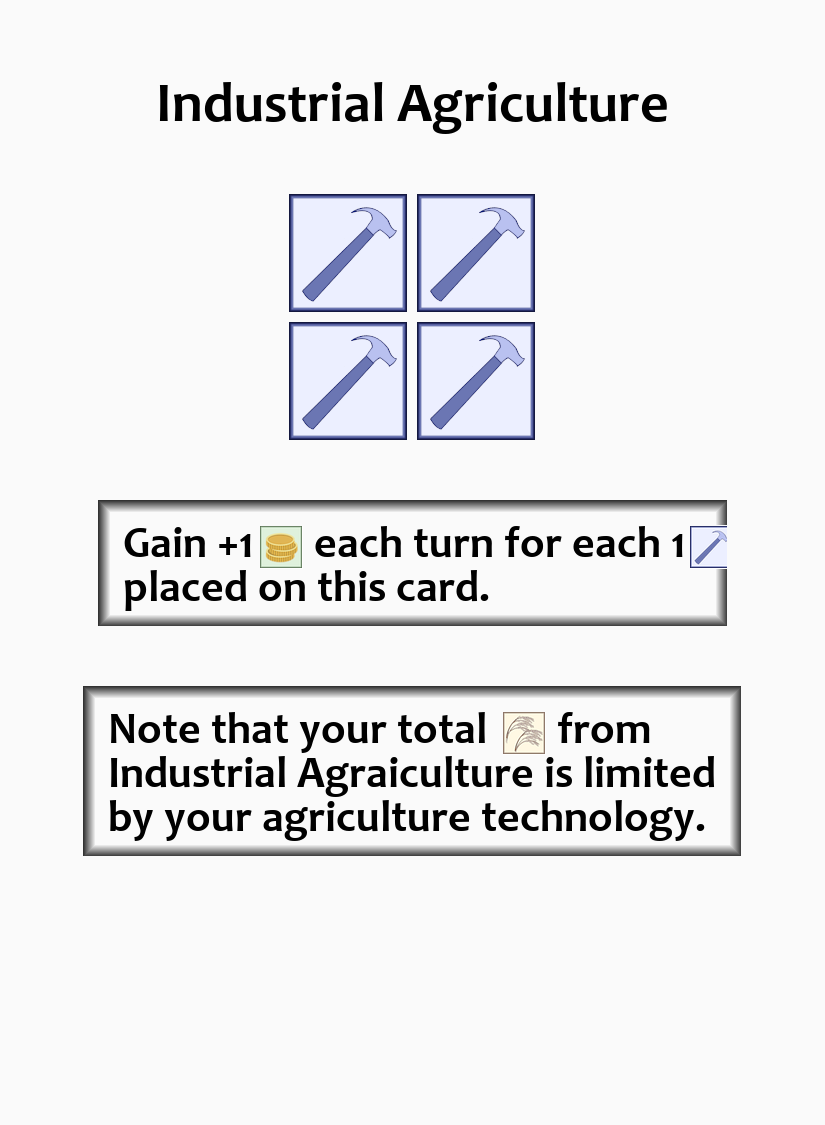 Industrial Agriculture
Gain +1 each turn for each 1
placed on this card.
Note that your total from
Industrial Agraiculture is limited
by your agriculture technology.